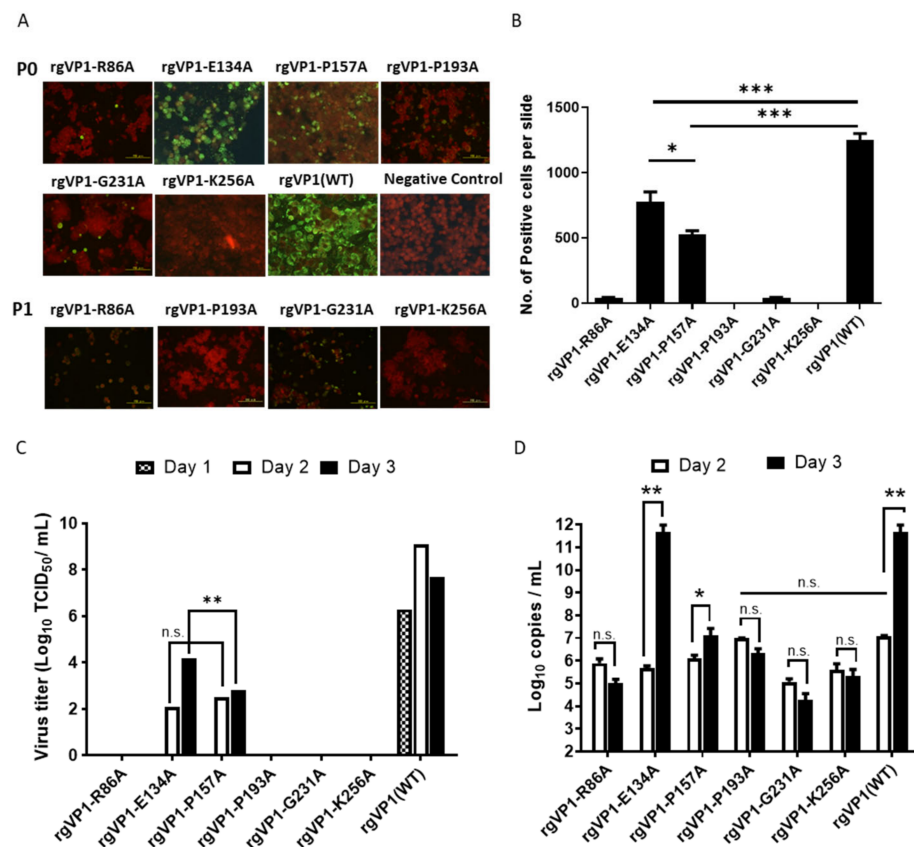 A
P0
rgVP1-R86A rgVP1-E134A rgVP1-P157A rgVP1-P193A
rgVP1-G231A rgVP1-K256A rgVP1(WT) Negative Control
P1
rgVP1-R86A rgVP1-P193A rgVP1-G231A rgVP1-K256A
B
***
***
*
No. of Positive cells per slide
1500
1000
500
0
rgVP1-R86A
rgVP1-E134A
rgVP1-P157A
rgVP1-P193A
rgVP1-G231A
rgVP1-K256A
rgVP1(WT)
C
Day 1 Day 2 Day 3
Virus titer (Log10 TCID50/ mL)
10
8
6
4
2
0
**
n.s.
rgVP1-R86A
rgVP1-E134A
rgVP1-P157A
rgVP1-P193A
rgVP1-G231A
rgVP1-K256A
rgVP1(WT)
D
Day 2 Day 3
Log10 copies / mL
12
11
10
9
8
7
6
5
4
3
2
n.s.
**
*
n.s.
n.s.
n.s.
n.s.
**
rgVP1-R86A
rgVP1-E134A
rgVP1-P157A
rgVP1-P193A
rgVP1-G231A
rgVP1-K256A
rgVP1(WT)